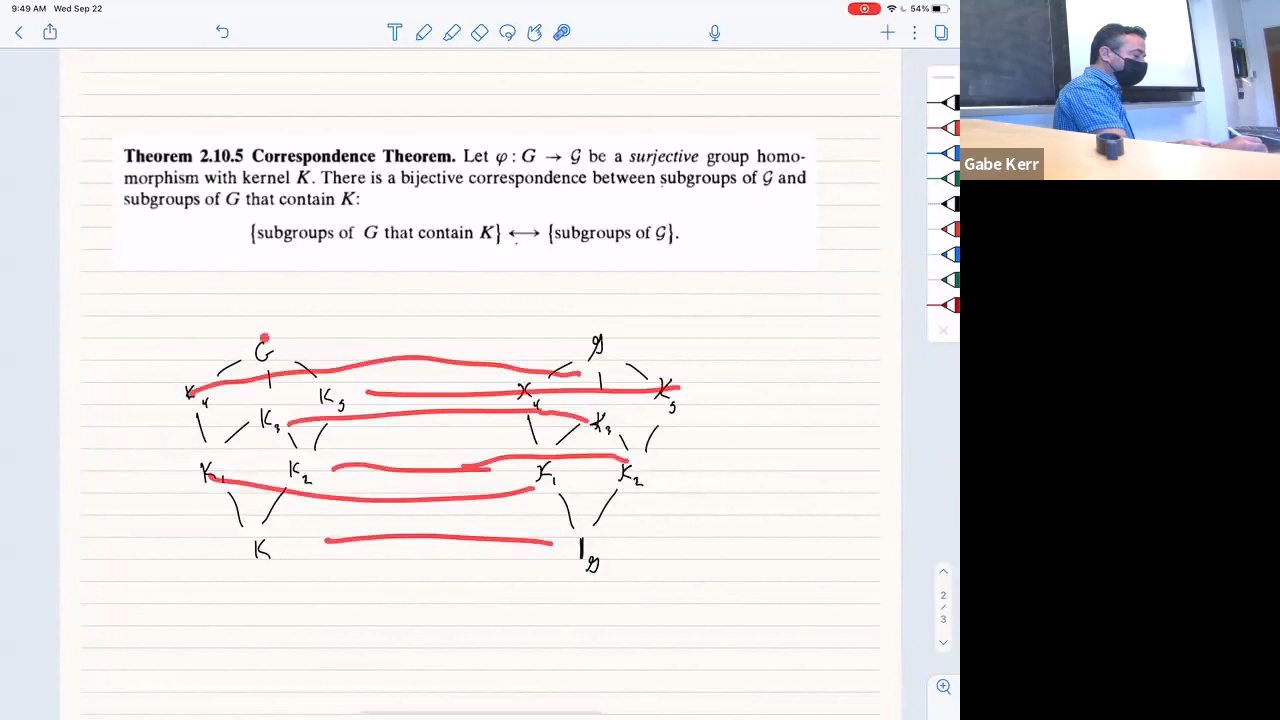 9:49 AM Wed Sep 22
54%
Theorem 2.10.5 Correspondence Theorem. Let φ : G → 𝒢 be a surjective group homo-
morphism with kernel K. There is a bijective correspondence between subgroups of 𝒢 and
subgroups of G that contain K:
{subgroups of G that contain K} ⟷ {subgroups of 𝒢}.
Gabe Kerr
G 𝒢
K₄ K₅ 𝒦₄ 𝒦₅
K₃ 𝒦₃
K₁ K₂ 𝒦₁ 𝒦₂
K 1𝒢
2
/
3